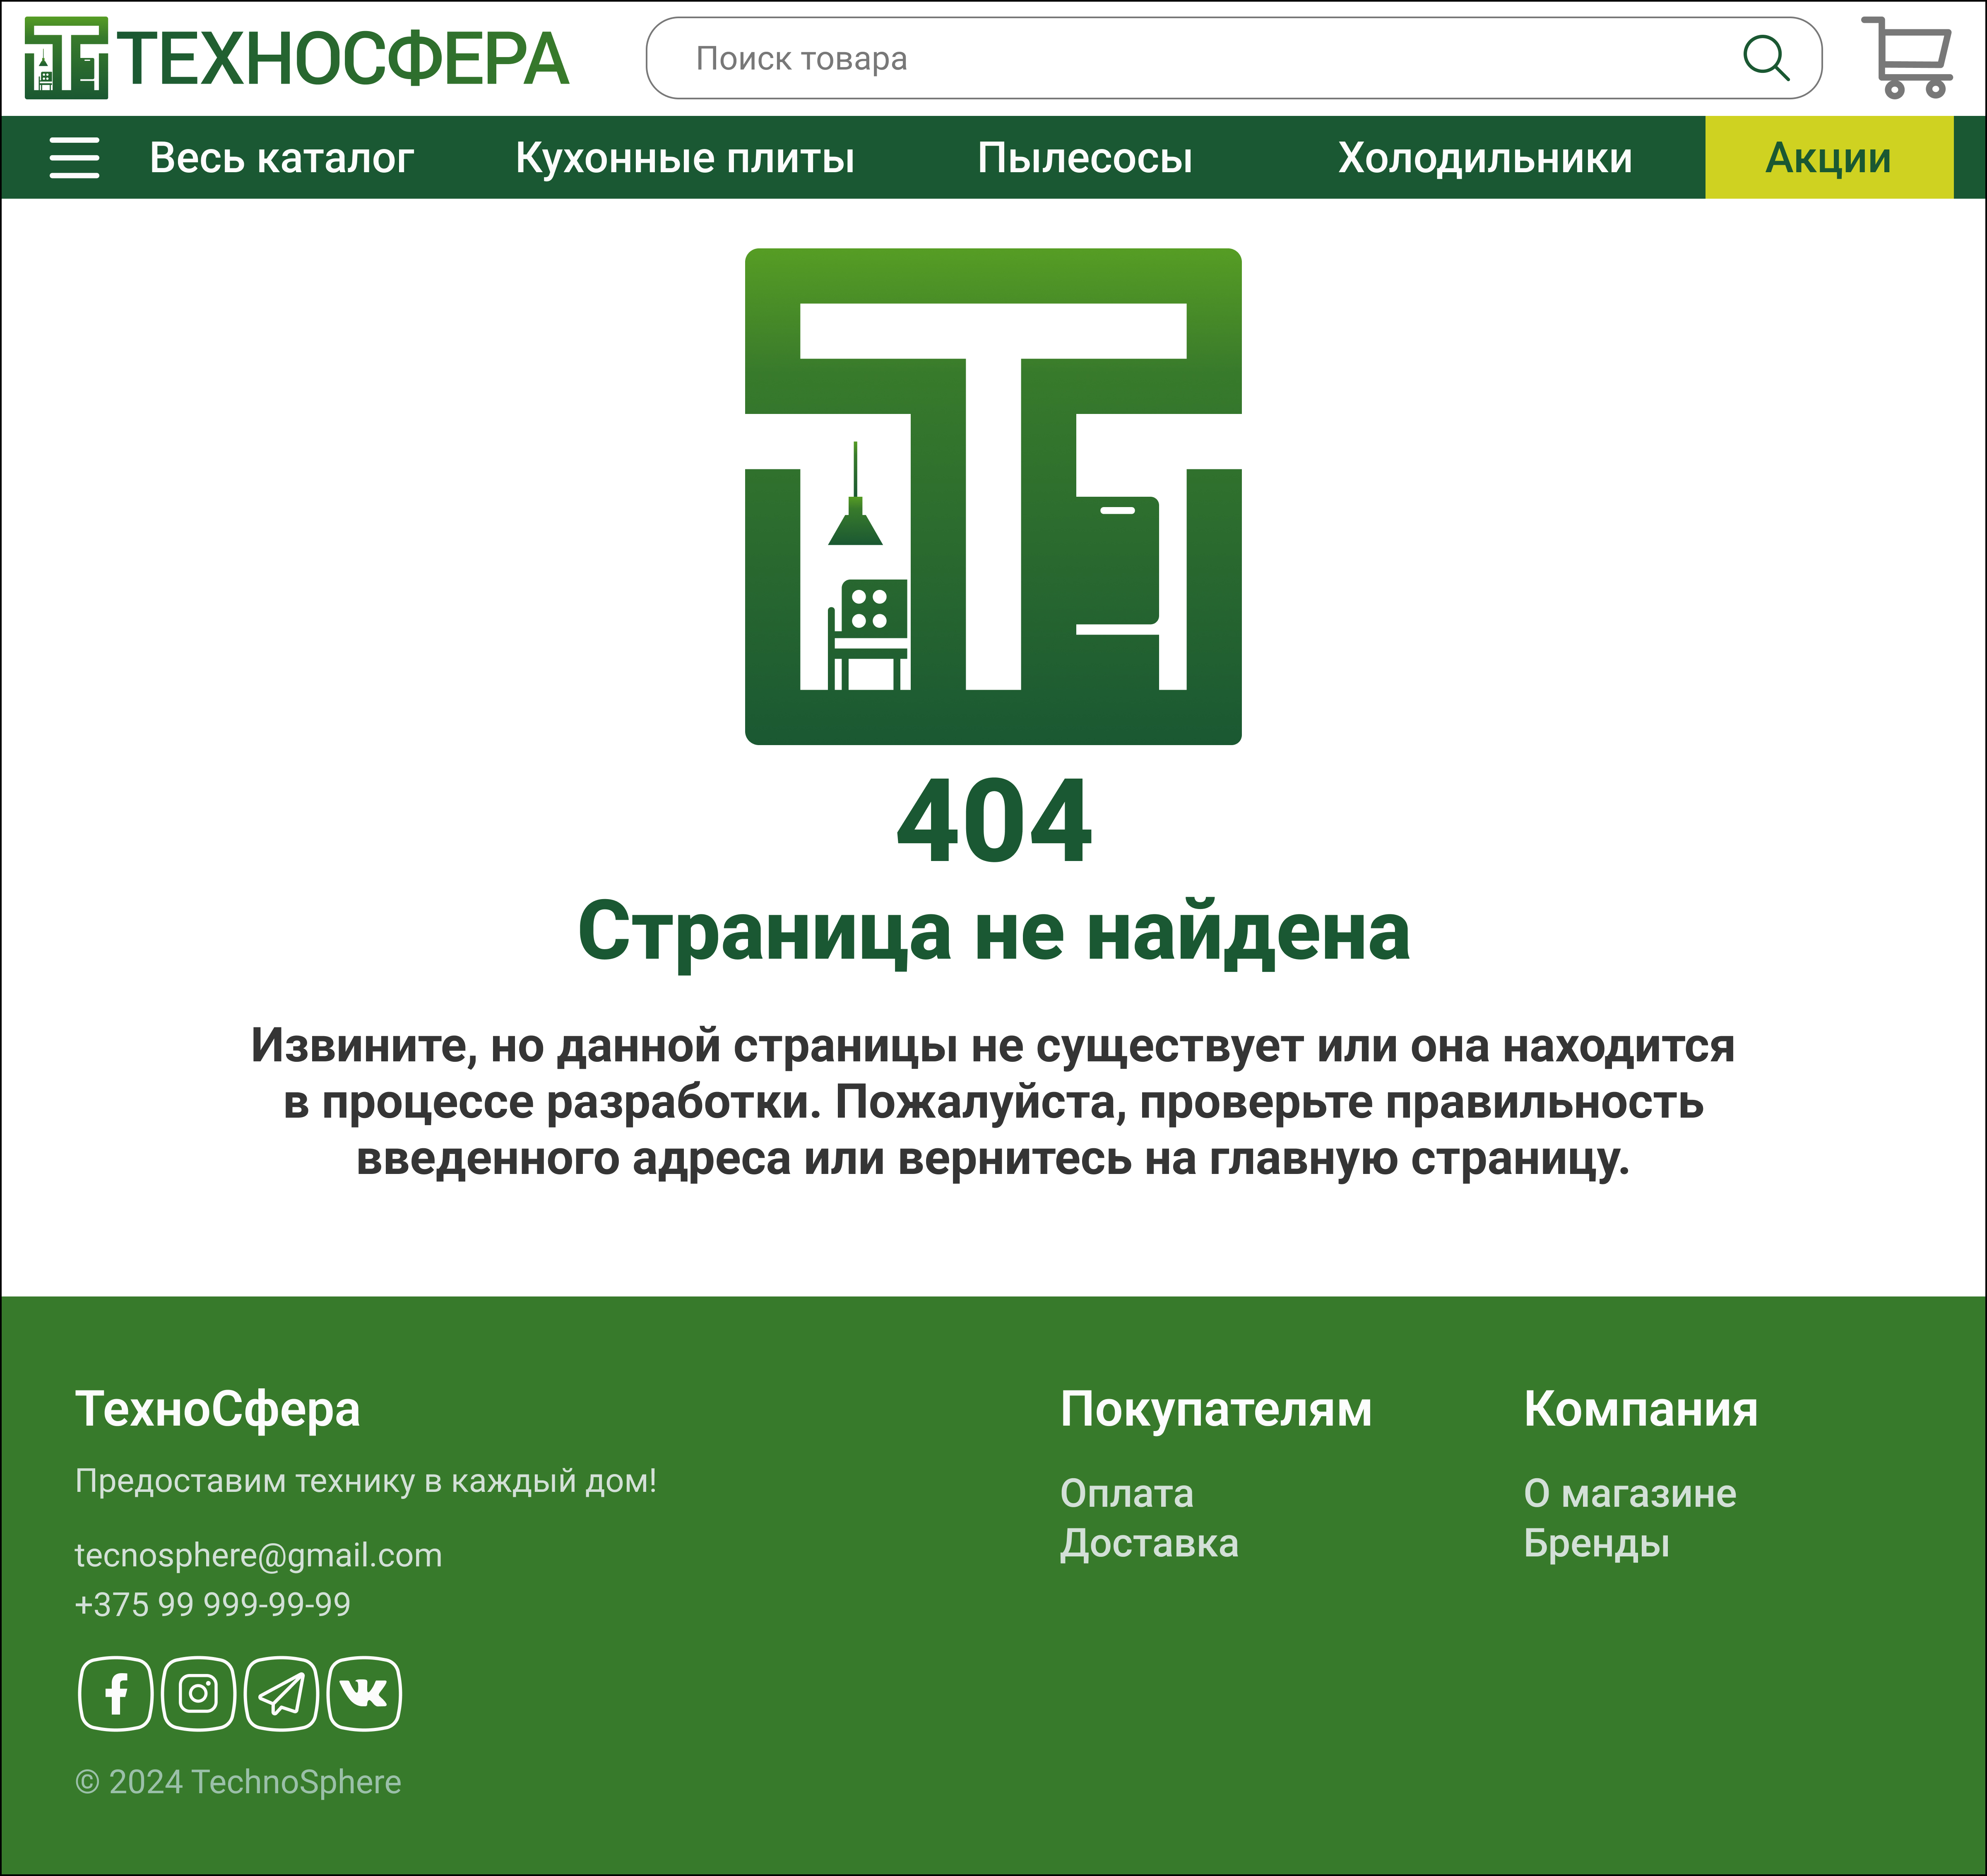 ТЕХНОСФЕРА
Поиск товара
Весь каталог
Кухонные плиты
Пылесосы
Холодильники
Акции
404
Страница не найдена
Извините, но данной страницы не существует или она находится
в процессе разработки. Пожалуйста, проверьте правильность
введенного адреса или вернитесь на главную страницу.
ТехноСфера
Предоставим технику в каждый дом!
tecnosphere@gmail.com
+375 99 999-99-99
© 2024 TechnoSphere
Покупателям
Оплата
Доставка
Компания
О магазине
Бренды